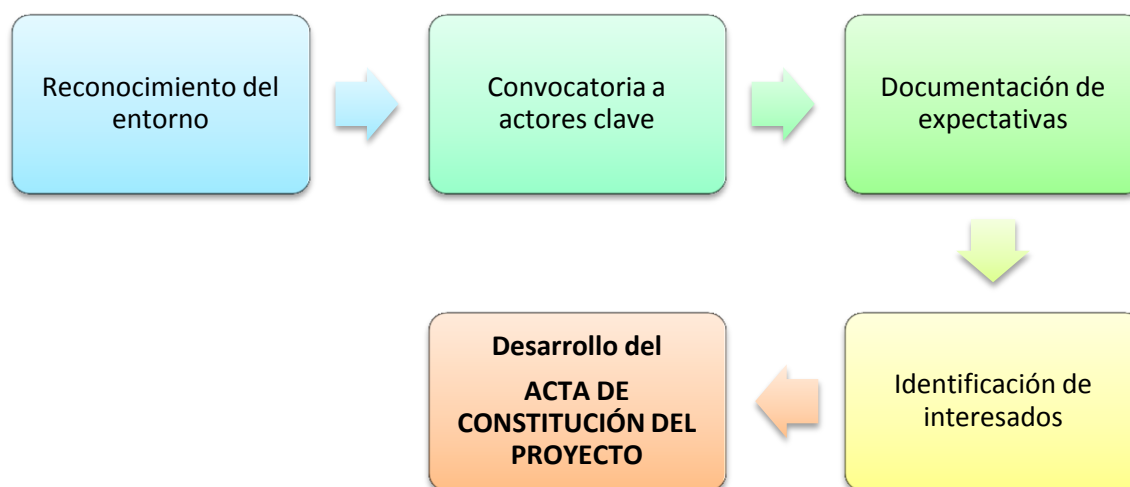 Reconocimiento del
entorno
Convocatoria a
actores clave
Documentación de
expectativas
Identificación de
interesados
Desarrollo del
ACTA DE
CONSTITUCIÓN DEL
PROYECTO